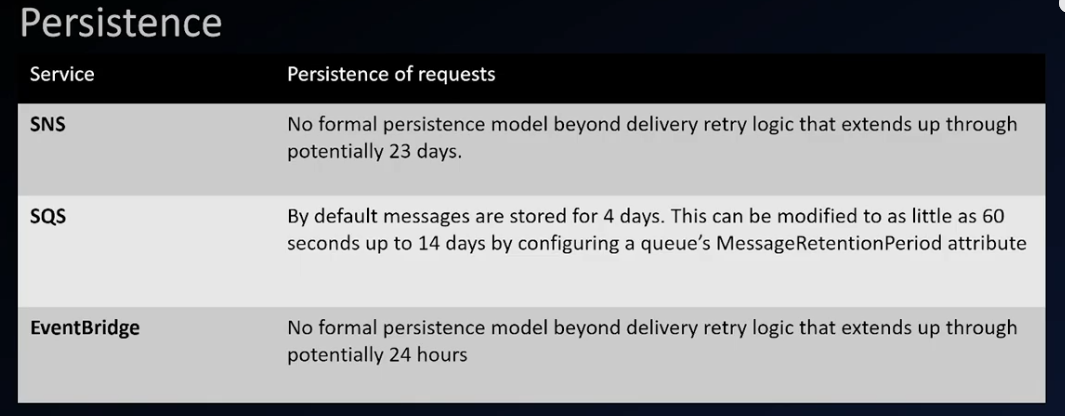 Persistence
Service Persistence of requests
SNS No formal persistence model beyond delivery retry logic that extends up through
potentially 23 days.
SQS By default messages are stored for 4 days. This can be modified to as little as 60
seconds up to 14 days by configuring a queue's MessageRetentionPeriod attribute
EventBridge No formal persistence model beyond delivery retry logic that extends up through
potentially 24 hours